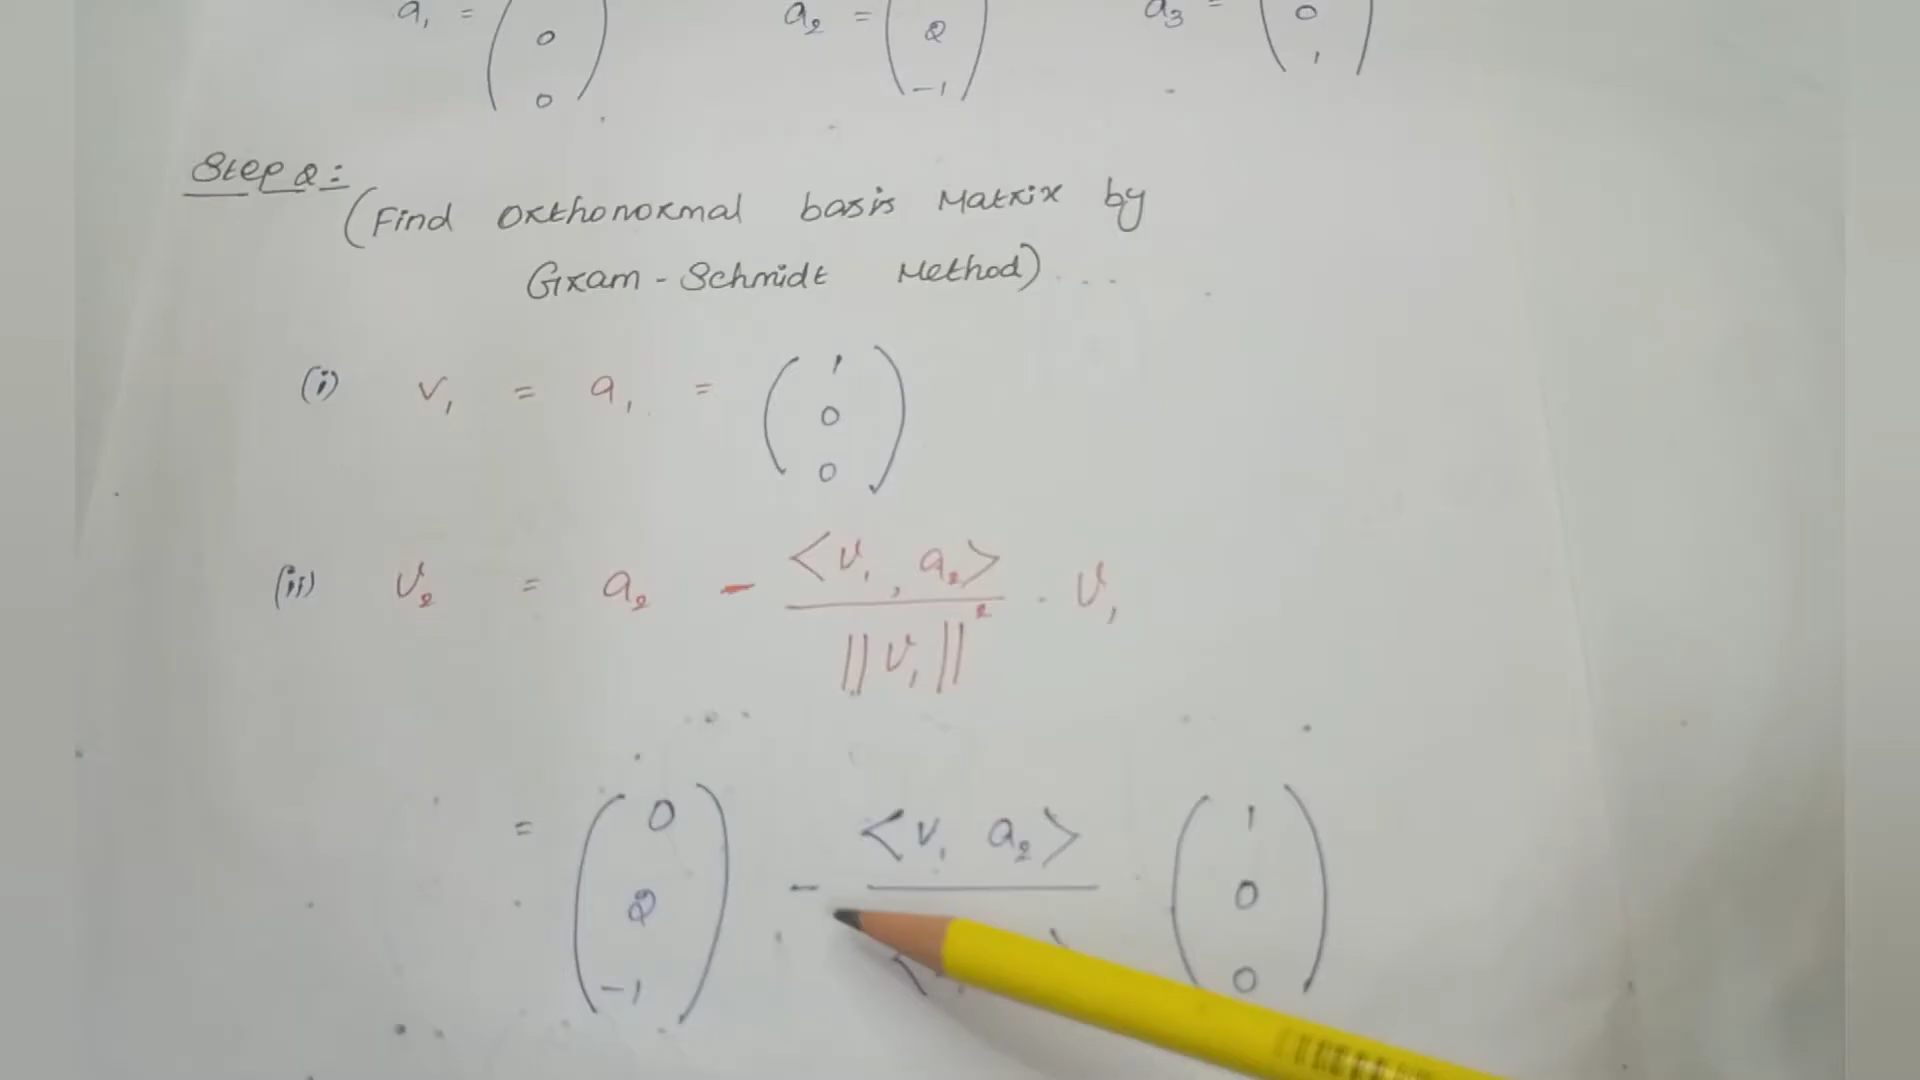 a₁ = ( 0 0 ) a₂ = ( 2 -1 ) a₃ = ( 0 1 )
Step 2:
(Find Orthonormal basis Matrix by
Gram-Schmidt Method)...
(i) v₁ = a₁ = ( 1 0 0 )
(ii) v₂ = a₂ - <v₁, a₂> / ||v₁||² . v₁
= ( 0 2 -1 ) - <v₁ a₂> ( 1 0 0 )